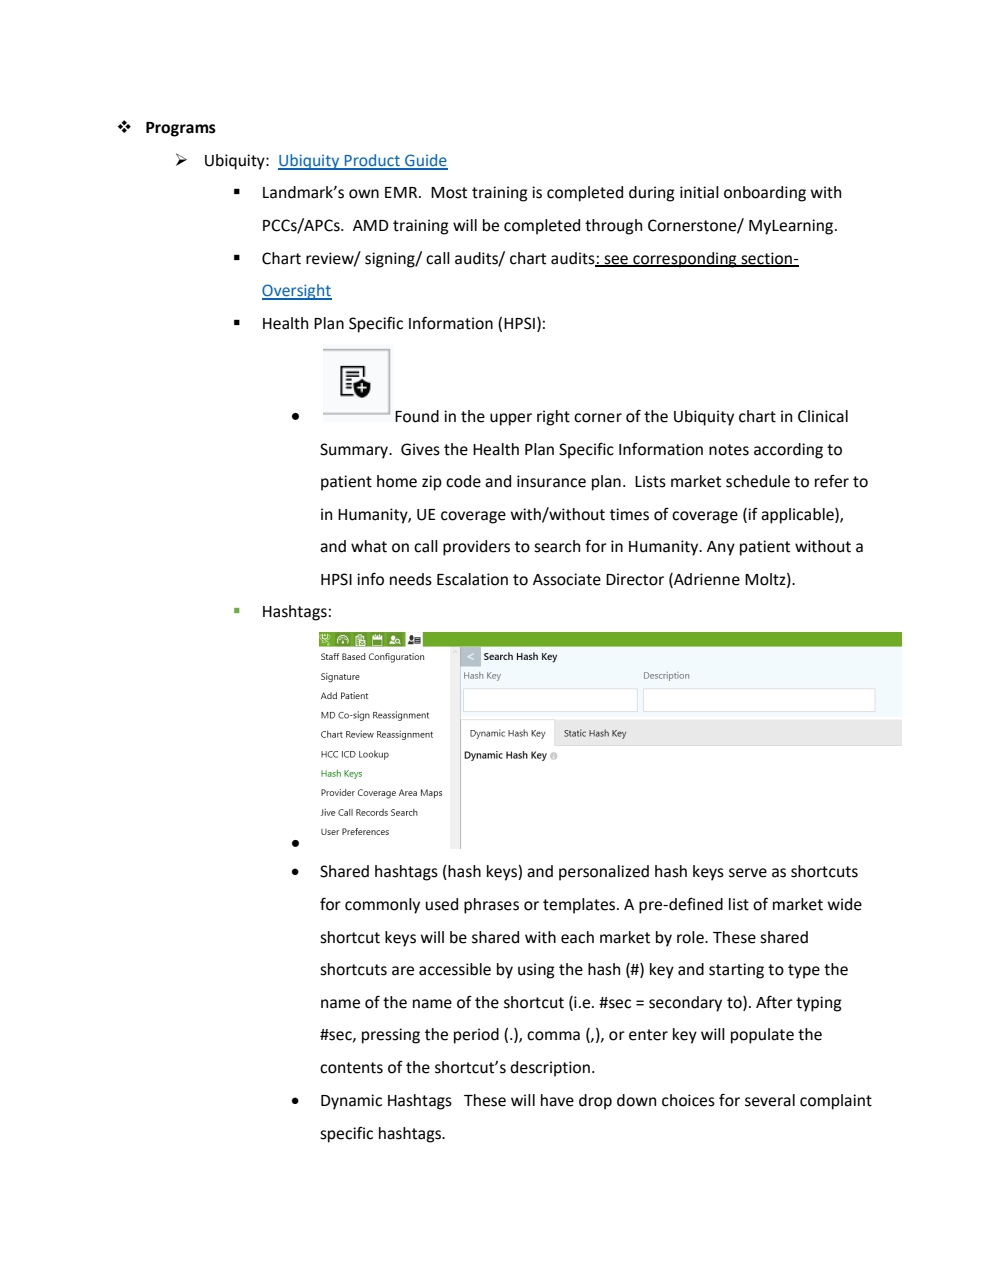 ❖ Programs
➢ Ubiquity:  Ubiquity Product Guide
▪ Landmark’s own EMR.  Most training is completed during initial onboarding with
PCCs/APCs.  AMD training will be completed through Cornerstone/ MyLearning.
▪ Chart review/ signing/ call audits/ chart audits: see corresponding section-
Oversight
▪ Health Plan Specific Information (HPSI):
● Found in the upper right corner of the Ubiquity chart in Clinical
Summary.  Gives the Health Plan Specific Information notes according to
patient home zip code and insurance plan.  Lists market schedule to refer to
in Humanity, UE coverage with/without times of coverage (if applicable),
and what on call providers to search for in Humanity. Any patient without a
HPSI info needs Escalation to Associate Director (Adrienne Moltz).
▪ Hashtags:
Staff Based Configuration
Signature
Add Patient
MD Co-sign Reassignment
Chart Review Reassignment
HCC ICD Lookup
Hash Keys
Provider Coverage Area Maps
Jive Call Records Search
User Preferences
< Search Hash Key
Hash Key Description
Dynamic Hash Key Static Hash Key
Dynamic Hash Key
●
● Shared hashtags (hash keys) and personalized hash keys serve as shortcuts
for commonly used phrases or templates. A pre-defined list of market wide
shortcut keys will be shared with each market by role. These shared
shortcuts are accessible by using the hash (#) key and starting to type the
name of the name of the shortcut (i.e. #sec = secondary to). After typing
#sec, pressing the period (.), comma (,), or enter key will populate the
contents of the shortcut’s description.
● Dynamic Hashtags  These will have drop down choices for several complaint
specific hashtags.